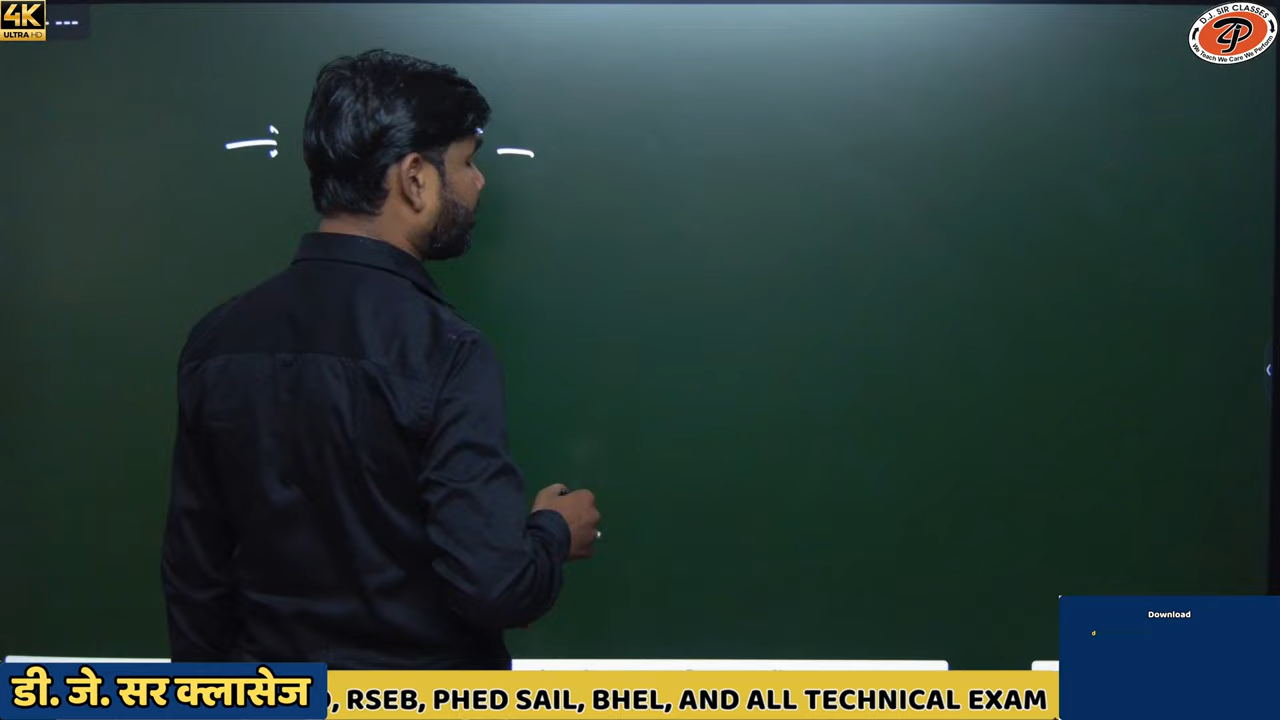 4K
ULTRA HD
D.J. SIR CLASSES
We Teach We Care We Perform
Download
d
डी. जे. सर क्लासेज
, RSEB, PHED SAIL, BHEL, AND ALL TECHNICAL EXAM